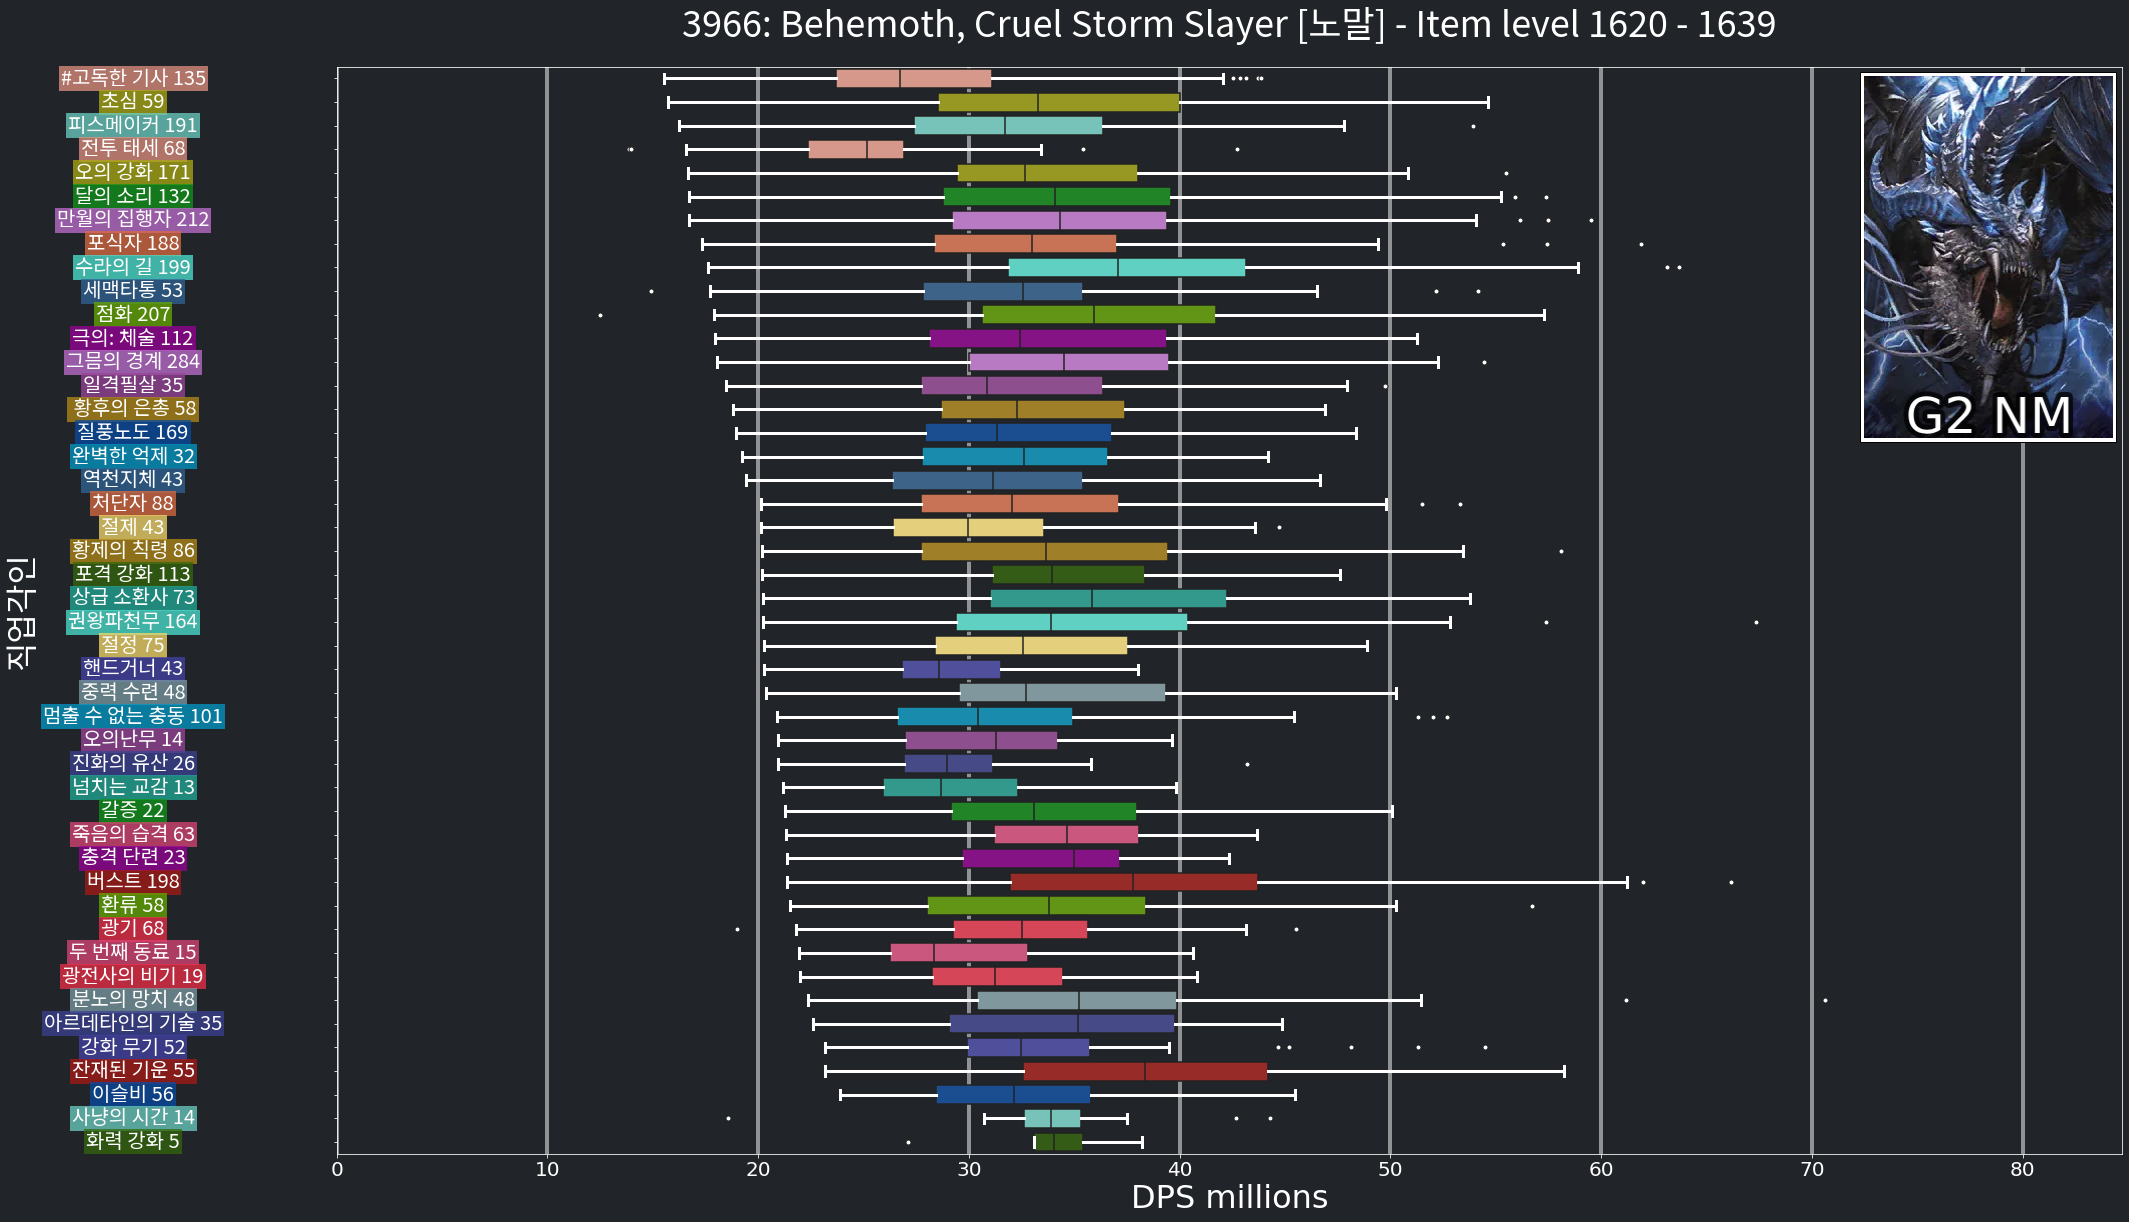 3966: Behemoth, Cruel Storm Slayer [노말] - Item level 1620 - 1639
#고독한 기사 135
초심 59
피스메이커 191
전투 태세 68
오의 강화 171
달의 소리 132
만월의 집행자 212
포식자 188
수라의 길 199
세맥타통 53
점화 207
극의: 체술 112
그믐의 경계 284
일격필살 35
황후의 은총 58
질풍노도 169
완벽한 억제 32
역천지체 43
처단자 88
절제 43
황제의 칙령 86
포격 강화 113
상급 소환사 73
권왕파천무 164
절정 75
핸드거너 43
중력 수련 48
멈출 수 없는 충동 101
오의난무 14
진화의 유산 26
넘치는 교감 13
갈증 22
죽음의 습격 63
충격 단련 23
버스트 198
환류 58
광기 68
두 번째 동료 15
광전사의 비기 19
분노의 망치 48
아르데타인의 기술 35
강화 무기 52
잔재된 기운 55
이슬비 56
사냥의 시간 14
화력 강화 5
직업각인
G2 NM
0 10 20 30 40 50 60 70 80
DPS millions